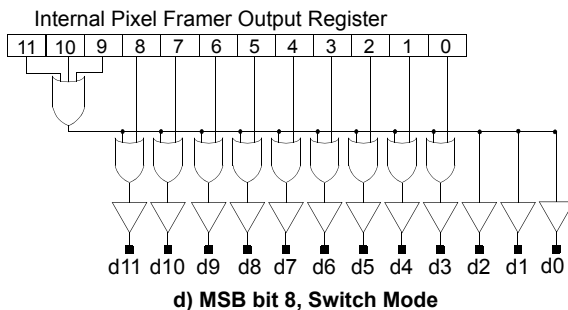 Internal Pixel Framer Output Register
11 10 9 8 7 6 5 4 3 2 1 0
d11 d10 d9 d8 d7 d6 d5 d4 d3 d2 d1 d0
d) MSB bit 8, Switch Mode